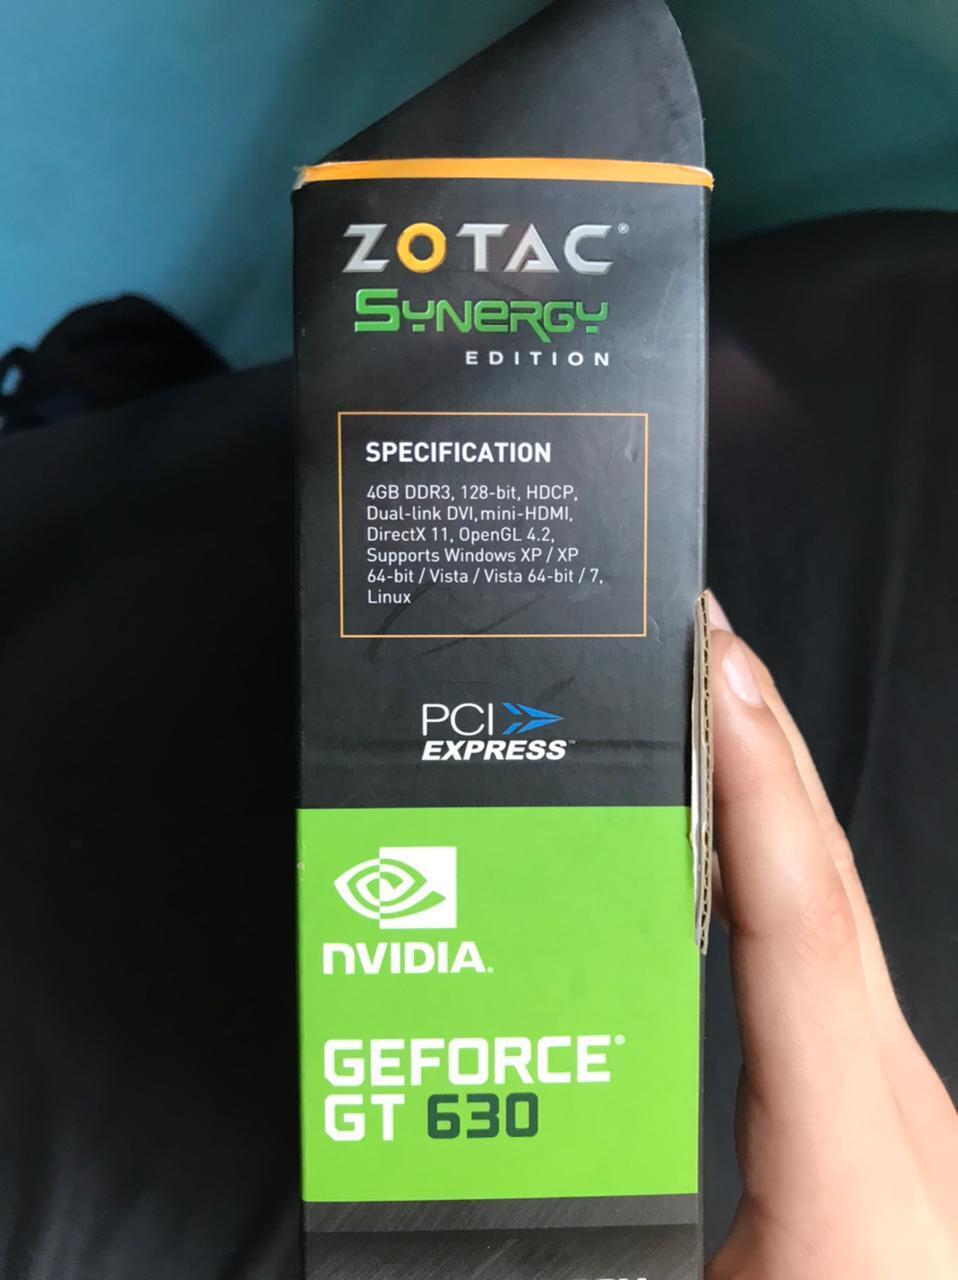 ZOTAC®
SYNERGY
EDITION
SPECIFICATION
4GB DDR3, 128-bit, HDCP,
Dual-link DVI, mini-HDMI,
DirectX 11, OpenGL 4.2,
Supports Windows XP / XP
64-bit / Vista / Vista 64-bit / 7,
Linux
PCI
EXPRESS™
NVIDIA.
GEFORCE®
GT 630